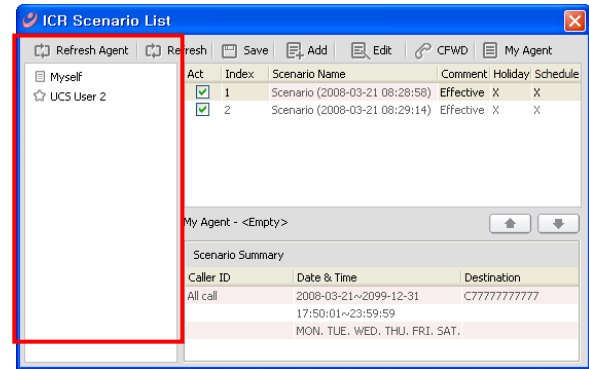 ICR Scenario List
Refresh Agent Refresh Save Add Edit CFWD My Agent
Myself
UCS User 2
Act Index Scenario Name Comment Holiday Schedule
1 Scenario (2008-03-21 08:28:58) Effective X X
2 Scenario (2008-03-21 08:29:14) Effective X X
My Agent - <Empty>
Scenario Summary
Caller ID Date & Time Destination
All call 2008-03-21~2099-12-31 C77777777777
17:50:01~23:59:59
MON. TUE. WED. THU. FRI. SAT.